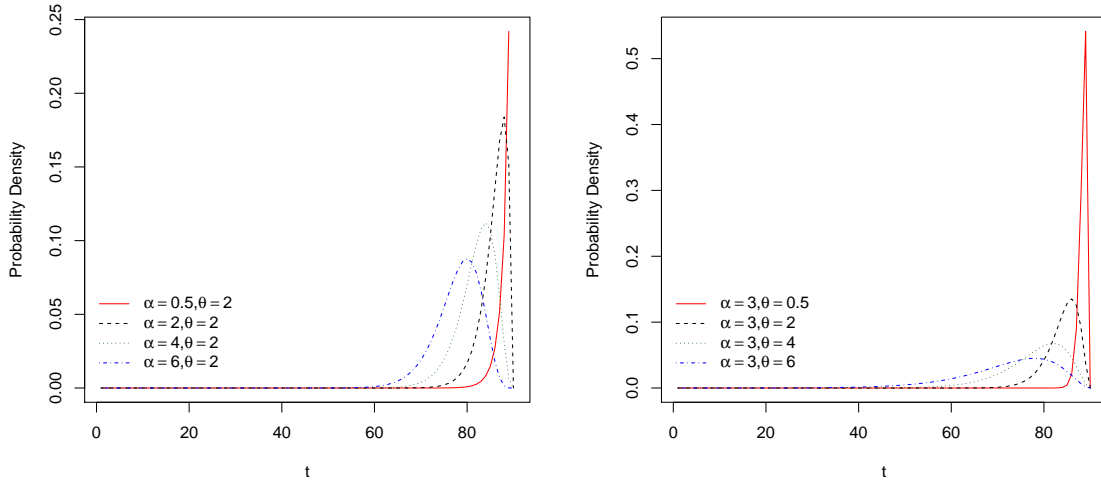 0.25
0.20
0.15
0.10
0.05
0.00
Probability Density
α = 0.5,θ = 2
α = 2,θ = 2
α = 4,θ = 2
α = 6,θ = 2
0 20 40 60 80
t
0.5
0.4
0.3
0.2
0.1
0.0
Probability Density
α = 3,θ = 0.5
α = 3,θ = 2
α = 3,θ = 4
α = 3,θ = 6
0 20 40 60 80
t